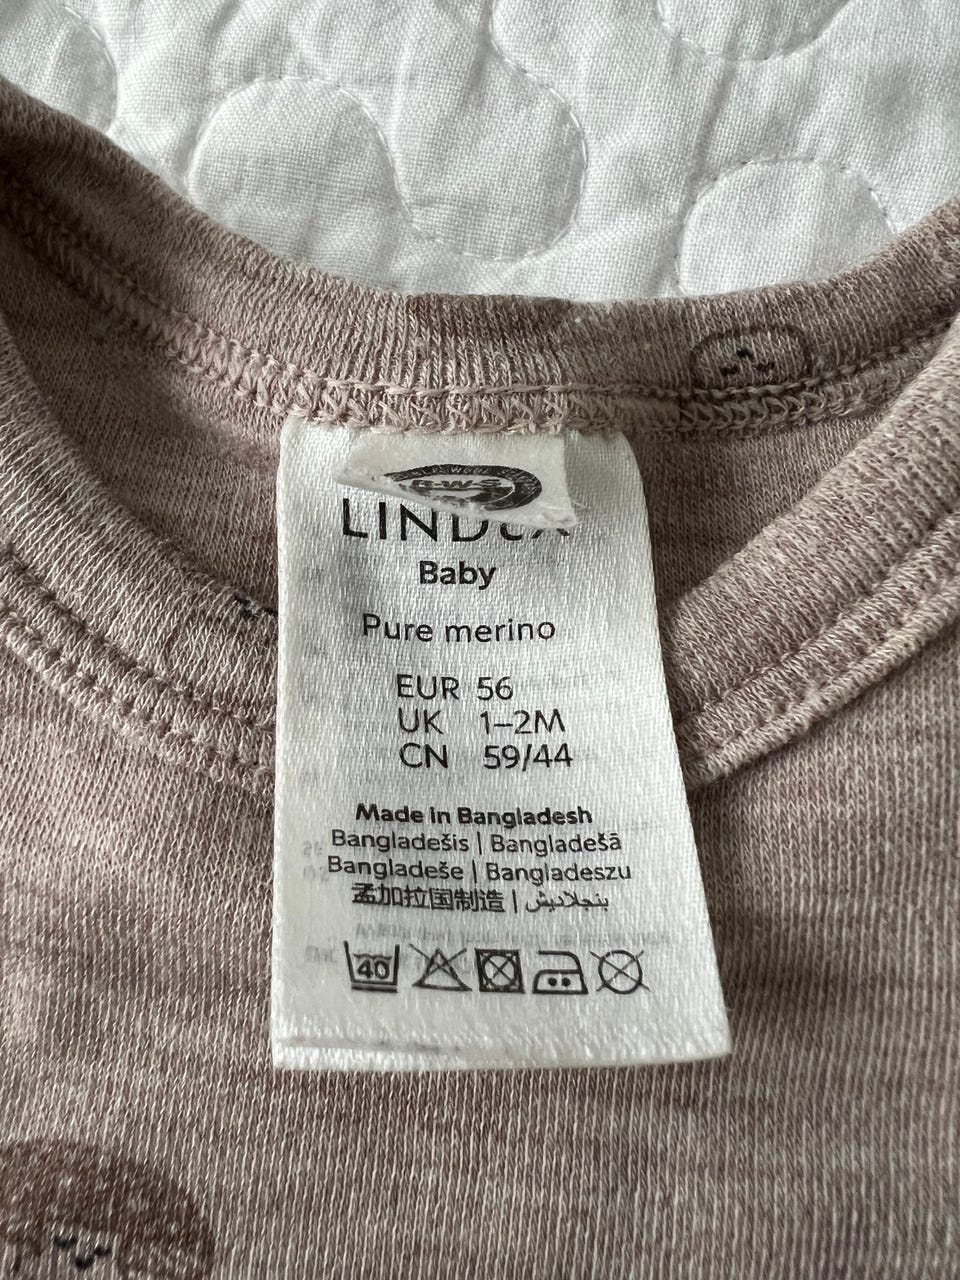 R-W-S
LINDEX
Baby
Pure merino
EUR 56
UK 1–2M
CN 59/44
Made in Bangladesh
Bangladešis | Bangladešā
Bangladeše | Bangladeszu
孟加拉国制造 | بنجلاديش
40